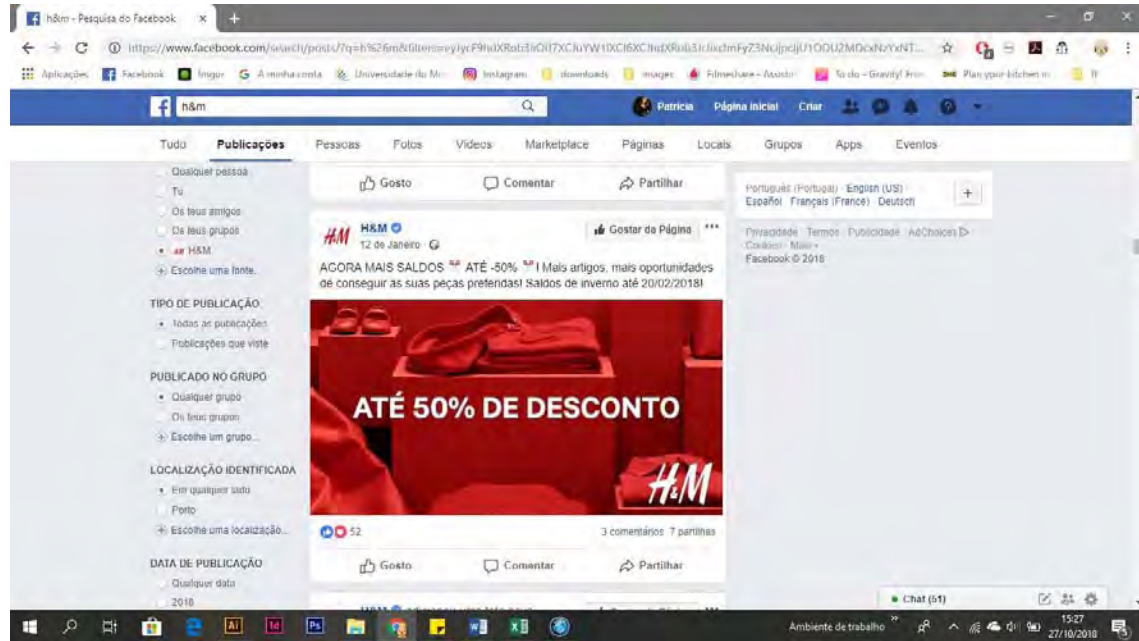 h&m - Pesquisa do Facebook
Aplicações Facebook Imgur A minha conta Instagram downloads
h&m
Patrícia Página inicial Criar
Tudo Publicações Pessoas Fotos Vídeos Marketplace Páginas Locais Grupos Apps Eventos
Qualquer pessoa
Tu
Os teus amigos
Os teus grupos
H&M
Escolhe uma fonte...
TIPO DE PUBLICAÇÃO
Todas as publicações
Publicações que viste
PUBLICADO NO GRUPO
Qualquer grupo
Os teus grupos
Escolhe um grupo...
LOCALIZAÇÃO IDENTIFICADA
Em qualquer lado
Porto
Escolhe uma localização...
DATA DE PUBLICAÇÃO
Qualquer data
2018
Gosto Comentar Partilhar
H&M
H&M
12 de Janeiro
Gostar da Página
AGORA MAIS SALDOS ATÉ -50% ! Mais artigos, mais oportunidades
de conseguir as suas peças preferidas! Saldos de inverno até 20/02/2018!
ATÉ 50% DE DESCONTO
H&M
52
3 comentários 7 partilhas
Gosto Comentar Partilhar
Português (Portugal) · English (US) ·
Español · Français (France) · Deutsch
Privacidade · Termos · Publicidade · AdChoices
Cookies · Mais
Facebook © 2018
Chat (51)
Ambiente de trabalho
15:27
27/10/2018